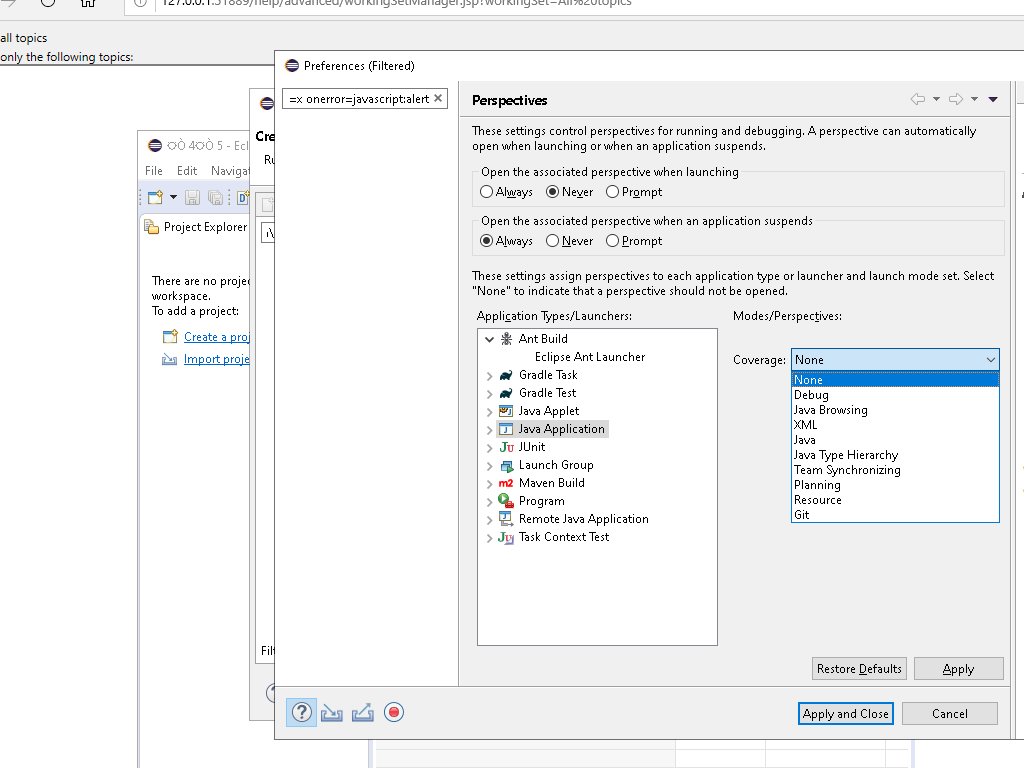 127.0.0.1:51889/help/advanced/workingSetManager.jsp?workingSet=All%20topics
all topics
only the following topics:
Preferences (Filtered)
=x onerror=javascript:alert
Perspectives
These settings control perspectives for running and debugging. A perspective can automatically
open when launching or when an application suspends.
Open the associated perspective when launching
Always Never Prompt
Open the associated perspective when an application suspends
Always Never Prompt
These settings assign perspectives to each application type or launcher and launch mode set. Select
"None" to indicate that a perspective should not be opened.
Application Types/Launchers:
Ant Build
Eclipse Ant Launcher
Gradle Task
Gradle Test
Java Applet
Java Application
JUnit
Launch Group
Maven Build
Program
Remote Java Application
Task Context Test
Modes/Perspectives:
Coverage: None
None
Debug
Java Browsing
XML
Java
Java Type Hierarchy
Team Synchronizing
Planning
Resource
Git
Restore Defaults
Apply
Apply and Close
Cancel
Cre
Ru
Filt
- Ecl
File Edit Navigat
Project Explorer
There are no proje
workspace.
To add a project:
Create a proj
Import proje